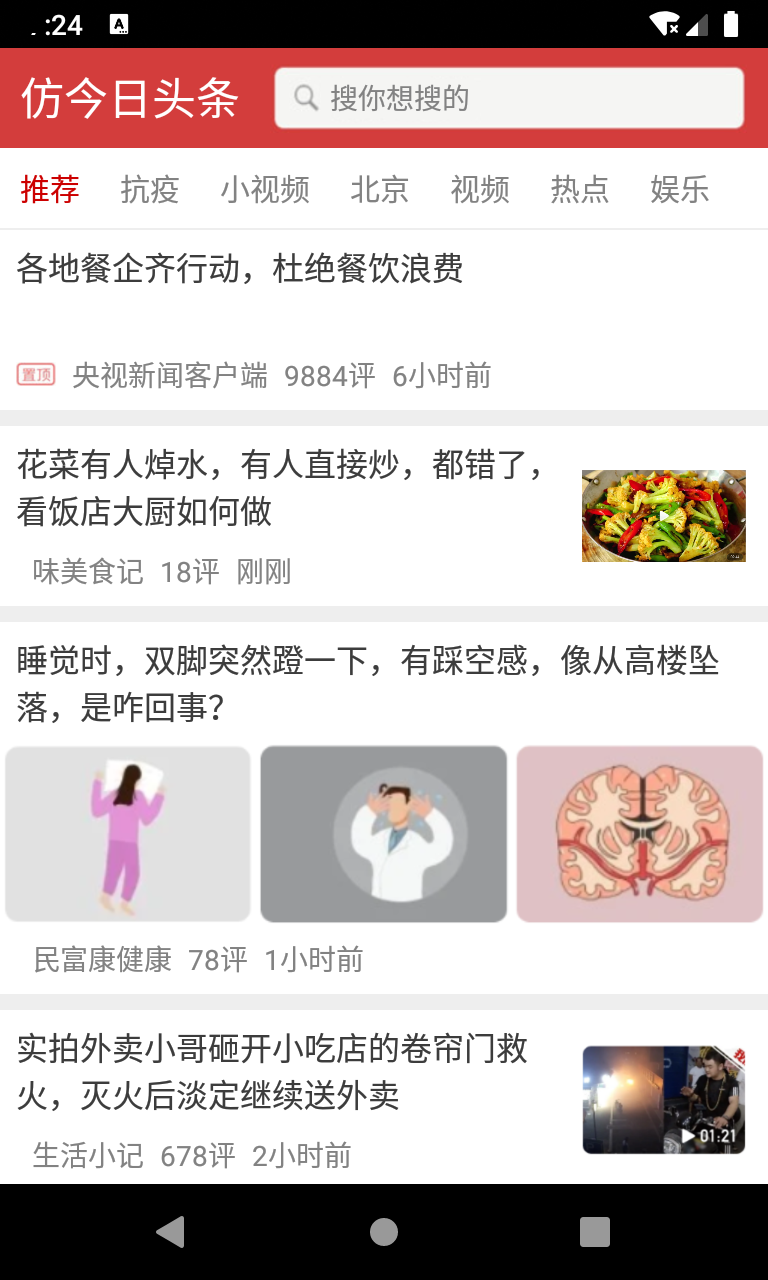 :24
仿今日头条
搜你想搜的
推荐 抗疫 小视频 北京 视频 热点 娱乐
各地餐企齐行动，杜绝餐饮浪费
置顶 央视新闻客户端 9884评 6小时前
花菜有人焯水，有人直接炒，都错了，
看饭店大厨如何做
味美食记 18评 刚刚
睡觉时，双脚突然蹬一下，有踩空感，像从高楼坠
落，是咋回事？
民富康健康 78评 1小时前
实拍外卖小哥砸开小吃店的卷帘门救
火，灭火后淡定继续送外卖
01:21
生活小记 678评 2小时前